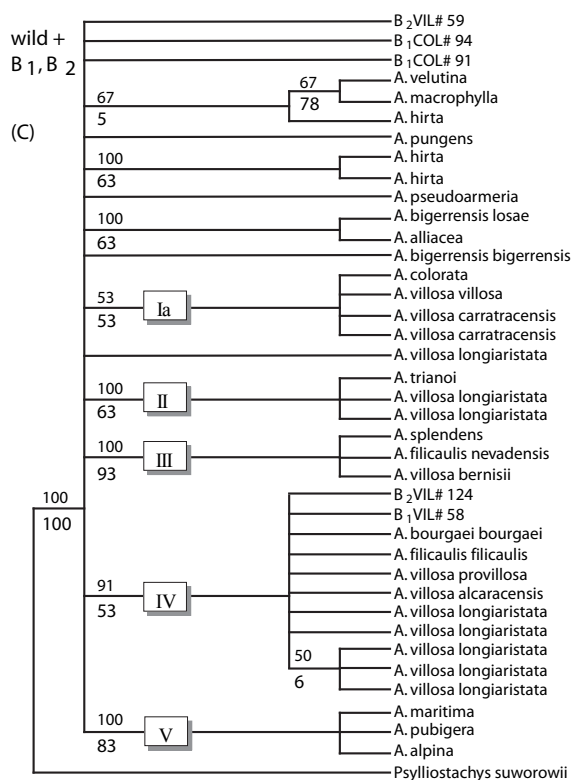 wild +
B 1, B 2
(C)
B 2VIL# 59
B 1COL# 94
B 1COL# 91
67
5
67
78
A. velutina
A. macrophylla
A. hirta
A. pungens
100
63
A. hirta
A. hirta
A. pseudoarmeria
100
63
A. bigerrensis losae
A. alliacea
A. bigerrensis bigerrensis
53
53
Ia
A. colorata
A. villosa villosa
A. villosa carratracensis
A. villosa carratracensis
A. villosa longiaristata
100
63
II
A. trianoi
A. villosa longiaristata
A. villosa longiaristata
100
93
III
A. splendens
A. filicaulis nevadensis
A. villosa bernisii
100
100
91
53
IV
B 2VIL# 124
B 1VIL# 58
A. bourgaei bourgaei
A. filicaulis filicaulis
A. villosa provillosa
A. villosa alcaracensis
A. villosa longiaristata
A. villosa longiaristata
50
6
A. villosa longiaristata
A. villosa longiaristata
A. villosa longiaristata
100
83
V
A. maritima
A. pubigera
A. alpina
Psylliostachys suworowii